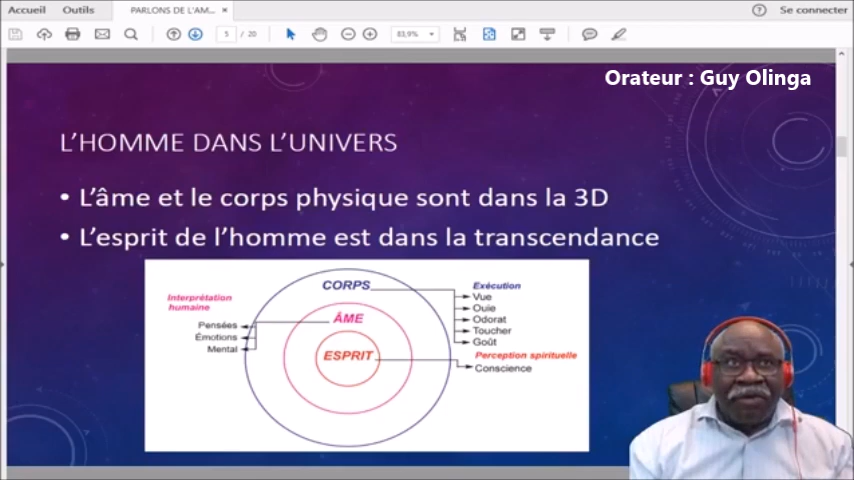 Accueil Outils PARLONS DE L'AM... × Se connecter
5 / 20 83,9%
Orateur : Guy Olinga
L'HOMME DANS L'UNIVERS
• L'âme et le corps physique sont dans la 3D
• L'esprit de l'homme est dans la transcendance
CORPS
Exécution
Vue
Ouie
Odorat
Toucher
Goût
Interprétation
humaine
Pensées
Émotions
Mental
ÂME
ESPRIT
Perception spirituelle
Conscience